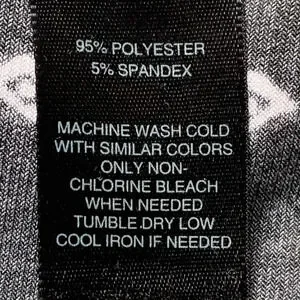 95% POLYESTER
5% SPANDEX
MACHINE WASH COLD
WITH SIMILAR COLORS
ONLY NON-
CHLORINE BLEACH
WHEN NEEDED
TUMBLE.DRY LOW
COOL IRON IF NEEDED